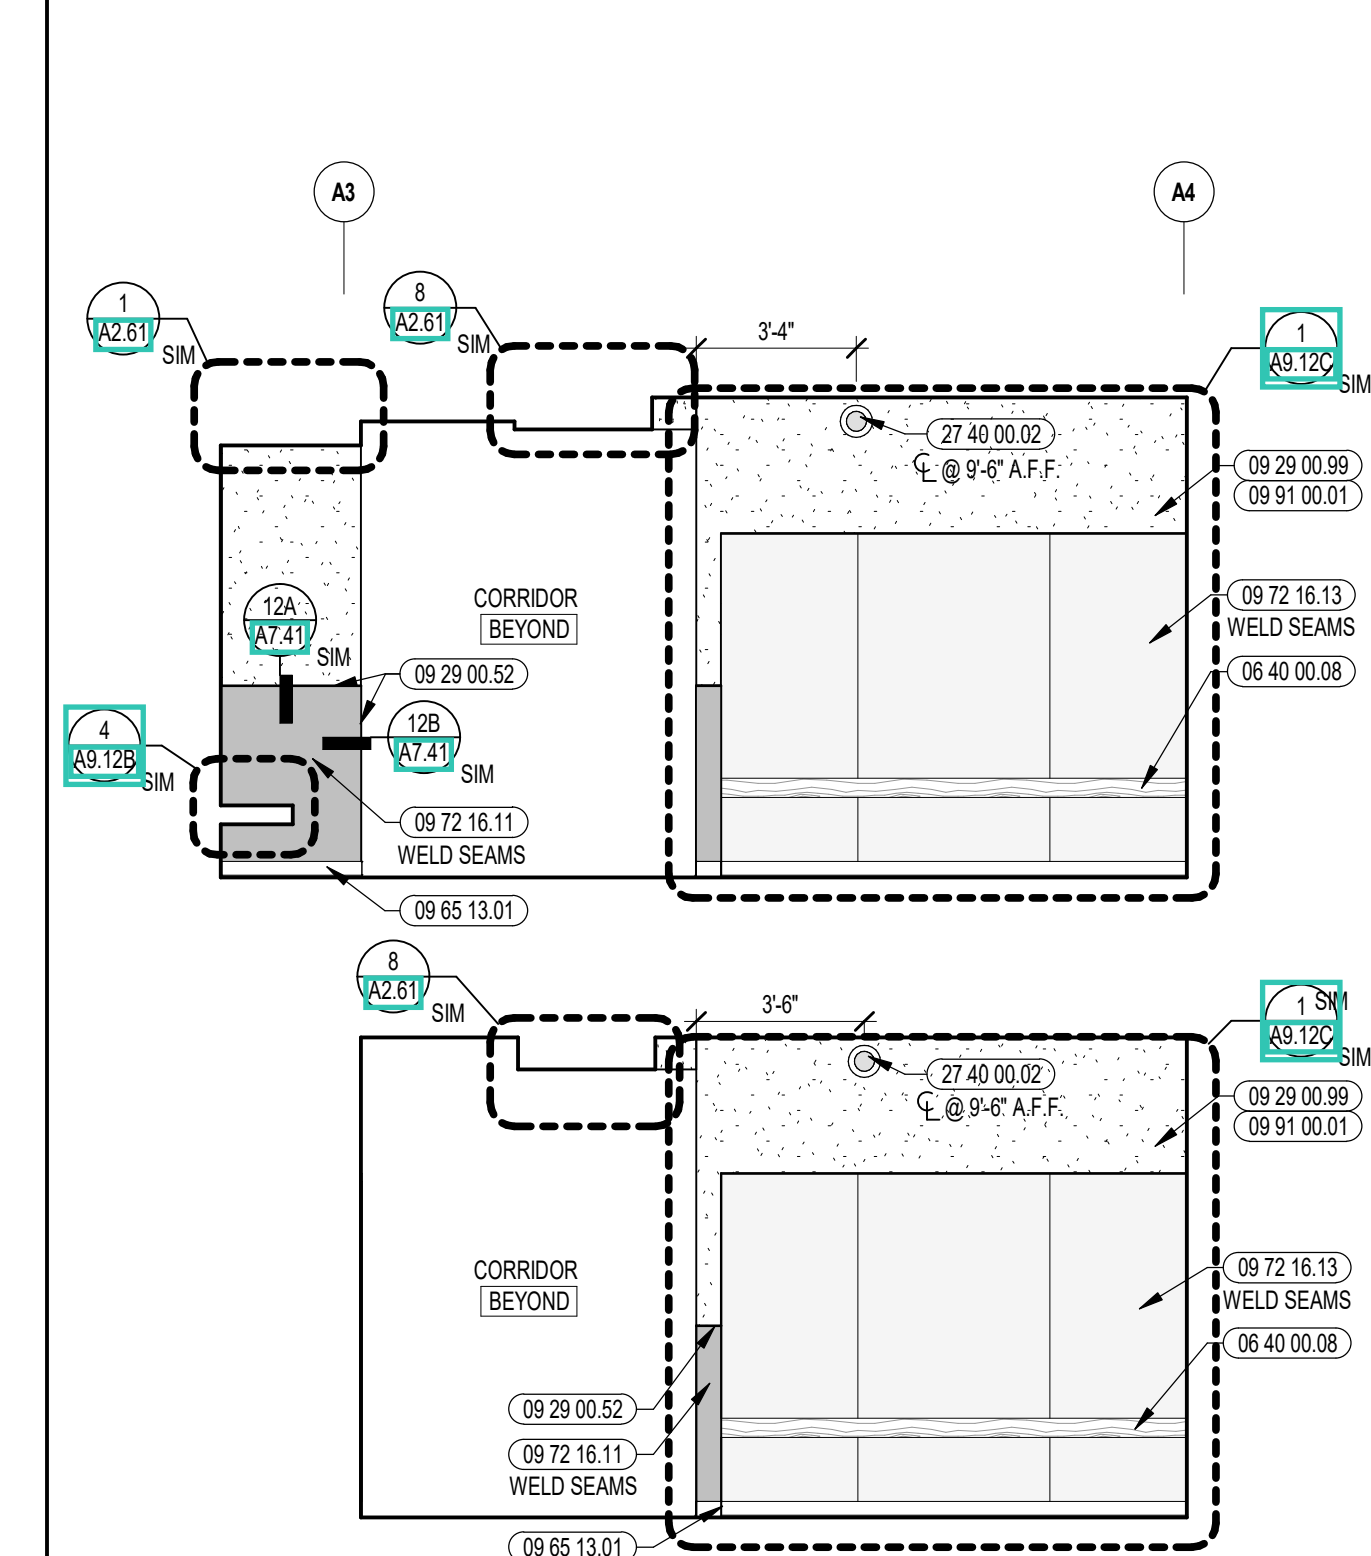 A3
A4
1
A2.61
SIM
8
A2.61
SIM
3'-4"
1
A9.12C
SIM
27 40 00.02
℄ @ 9'-6" A.F.F.
09 29 00.99
09 91 00.01
12A
A7.41
SIM
CORRIDOR
BEYOND
09 72 16.13
WELD SEAMS
09 29 00.52
06 40 00.08
4
A9.12B
SIM
12B
A7.41
SIM
09 72 16.11
WELD SEAMS
09 65 13.01
8
A2.61
SIM
3'-6"
1 SIM
A9.12C
SIM
27 40 00.02
℄ @ 9'-6" A.F.F.
09 29 00.99
09 91 00.01
CORRIDOR
BEYOND
09 72 16.13
WELD SEAMS
06 40 00.08
09 29 00.52
09 72 16.11
WELD SEAMS
09 65 13.01